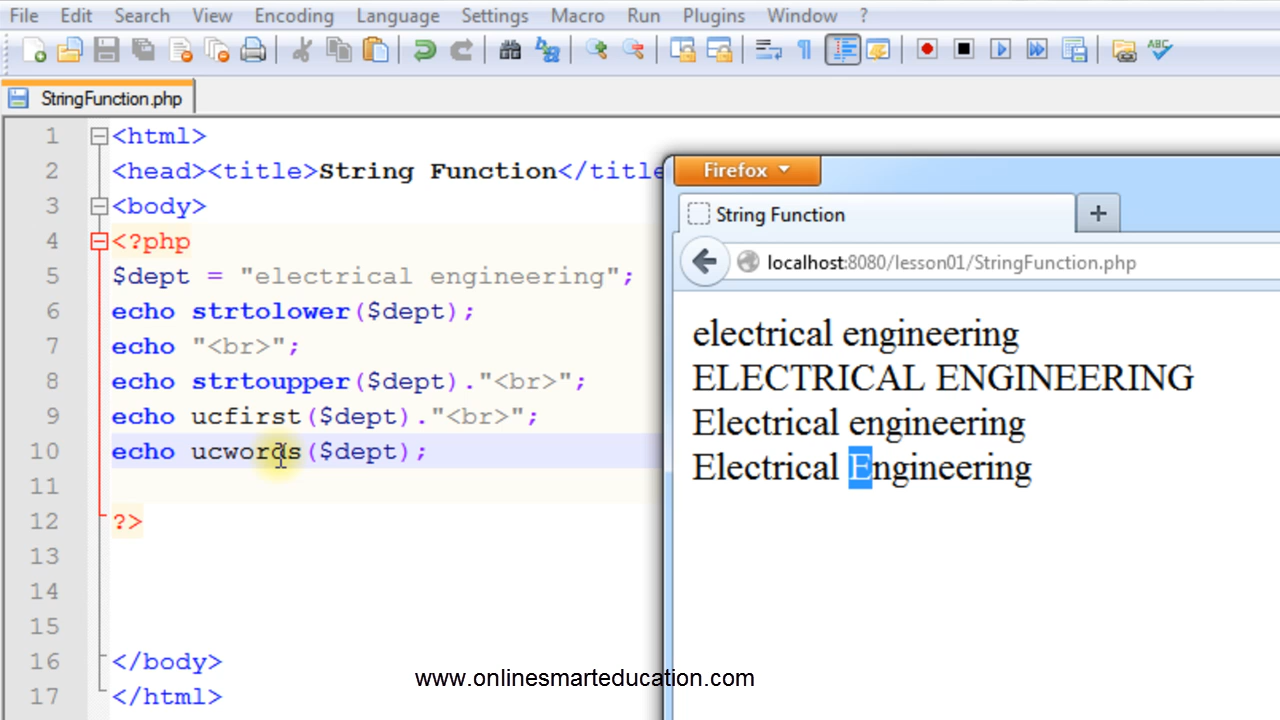 File Edit Search View Encoding Language Settings Macro Run Plugins Window ?
StringFunction.php
1 <html>
2 <head><title>String Function</title
3 <body>
4 <?php
5 $dept = "electrical engineering";
6 echo strtolower($dept);
7 echo "<br>";
8 echo strtoupper($dept)."<br>";
9 echo ucfirst($dept)."<br>";
10 echo ucwords($dept);
11
12 ?>
13
14
15
16 </body>
17 </html>
Firefox
String Function
localhost:8080/lesson01/StringFunction.php
electrical engineering
ELECTRICAL ENGINEERING
Electrical engineering
Electrical Engineering
www.onlinesmarteducation.com
ABC